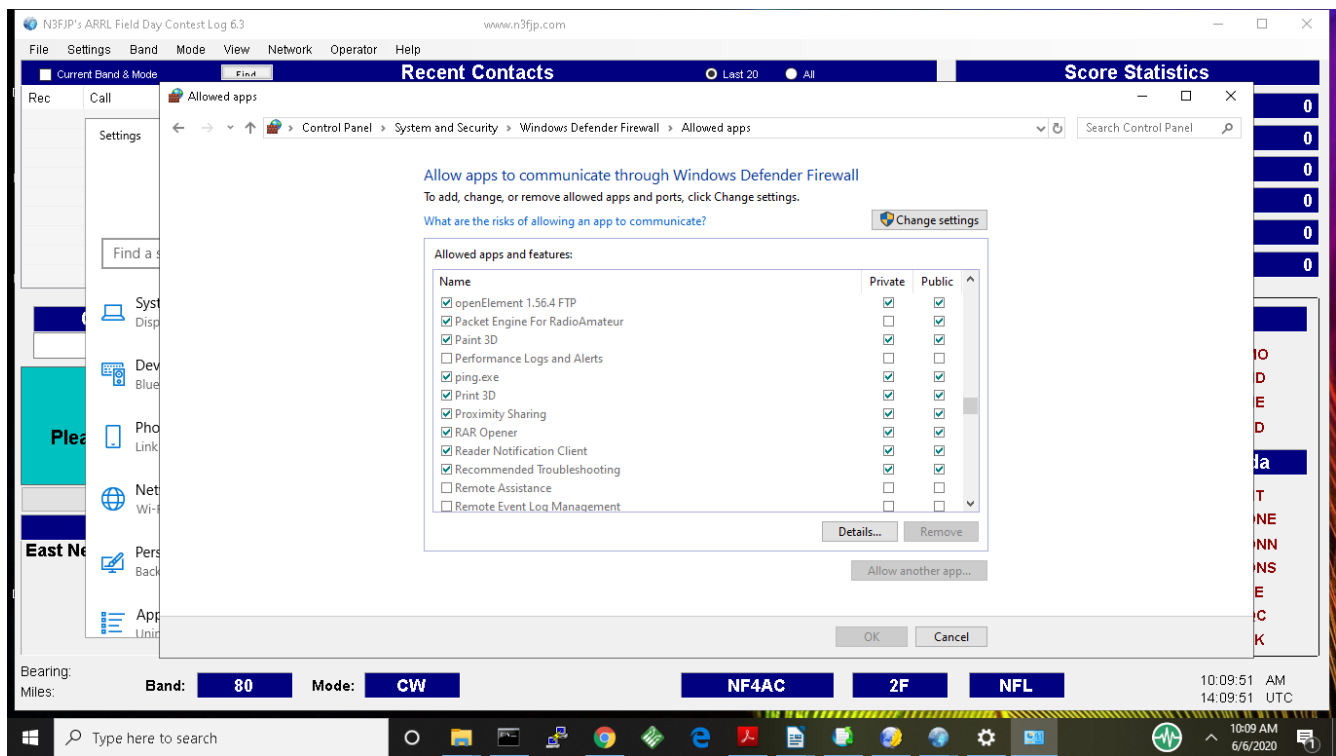 N3FJP's ARRL Field Day Contest Log 6.3
www.n3fjp.com
File Settings Band Mode View Network Operator Help
Current Band & Mode
Find
Recent Contacts
Last 20
All
Score Statistics
Rec Call
0
0
0
0
0
0
Settings
Find a s
Syst
Disp
Dev
Blue
Pho
Link
Net
Wi-F
Pers
Back
App
Unin
Allowed apps
Control Panel › System and Security › Windows Defender Firewall › Allowed apps
Search Control Panel
Allow apps to communicate through Windows Defender Firewall
To add, change, or remove allowed apps and ports, click Change settings.
What are the risks of allowing an app to communicate?
Change settings
Allowed apps and features:
Name Private Public
openElement 1.56.4 FTP
Packet Engine For RadioAmateur
Paint 3D
Performance Logs and Alerts
ping.exe
Print 3D
Proximity Sharing
RAR Opener
Reader Notification Client
Recommended Troubleshooting
Remote Assistance
Remote Event Log Management
Details... Remove
Allow another app...
OK Cancel
Plea
East Ne
IO
D
E
D
da
T
NE
NN
NS
E
C
K
Bearing:
Miles:
Band: 80 Mode: CW NF4AC 2F NFL
10:09:51 AM
14:09:51 UTC
Type here to search
10:09 AM
6/6/2020